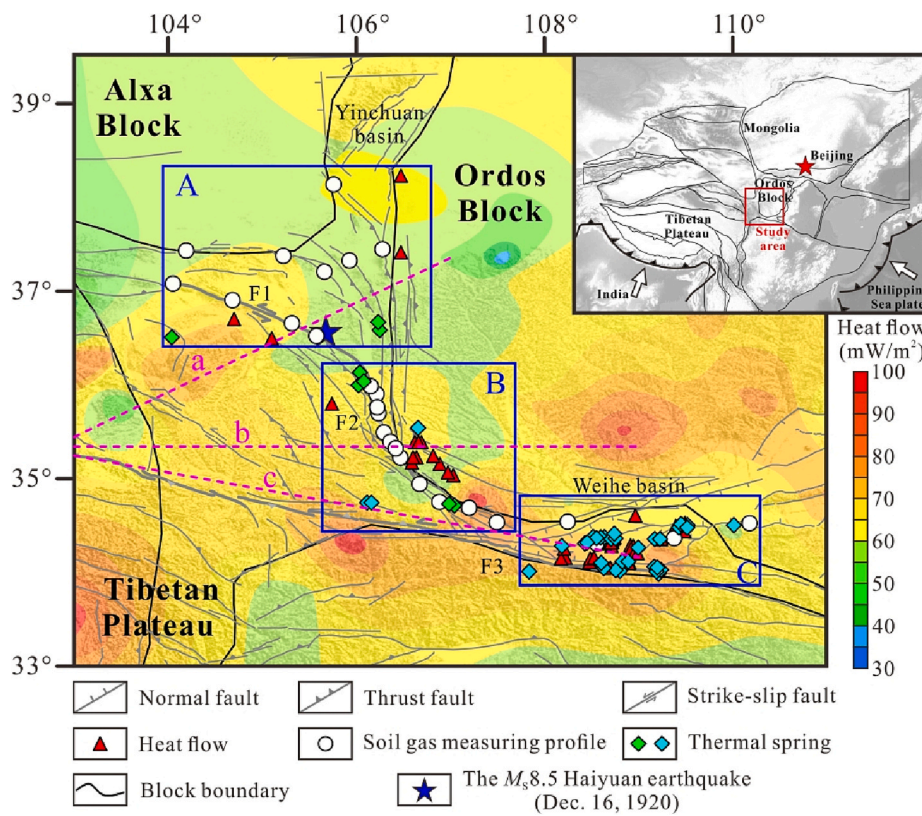 104° 106° 108° 110°
39°
37°
35°
33°
Alxa
Block
Yinchuan
basin
Ordos
Block
A
F1
a
B
F2
b
c
Weihe basin
F3
C
Tibetan
Plateau
Mongolia
Beijing
Ordos
Block
Tibetan
Plateau
Study
area
India
Philippin
Sea plate
Heat flow
(mW/m²)
100
90
80
70
60
50
40
30
Normal fault Thrust fault Strike-slip fault
Heat flow Soil gas measuring profile Thermal spring
Block boundary The Ms8.5 Haiyuan earthquake
(Dec. 16, 1920)